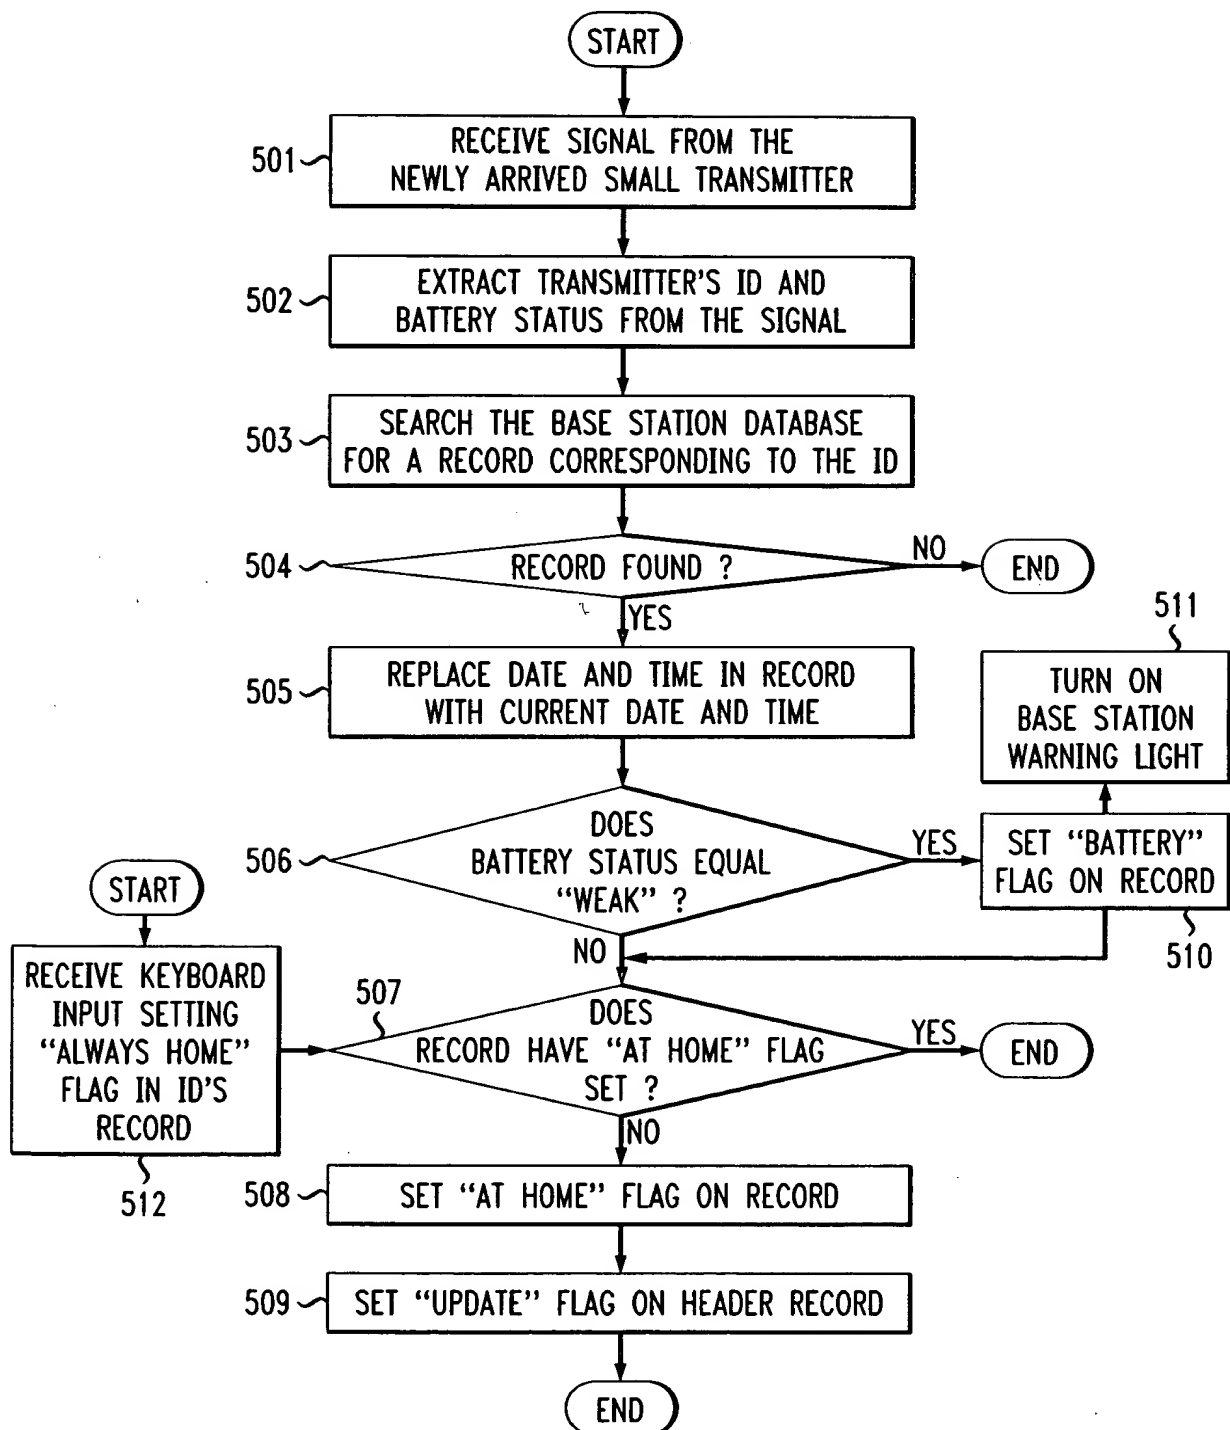 START
501
RECEIVE SIGNAL FROM THE
NEWLY ARRIVED SMALL TRANSMITTER
502
EXTRACT TRANSMITTER'S ID AND
BATTERY STATUS FROM THE SIGNAL
503
SEARCH THE BASE STATION DATABASE
FOR A RECORD CORRESPONDING TO THE ID
504
RECORD FOUND ?
NO
END
YES
505
REPLACE DATE AND TIME IN RECORD
WITH CURRENT DATE AND TIME
511
TURN ON
BASE STATION
WARNING LIGHT
506
DOES
BATTERY STATUS EQUAL
"WEAK" ?
YES
SET "BATTERY"
FLAG ON RECORD
510
NO
START
RECEIVE KEYBOARD
INPUT SETTING
"ALWAYS HOME"
FLAG IN ID'S
RECORD
512
507
DOES
RECORD HAVE "AT HOME" FLAG
SET ?
YES
END
NO
508
SET "AT HOME" FLAG ON RECORD
509
SET "UPDATE" FLAG ON HEADER RECORD
END